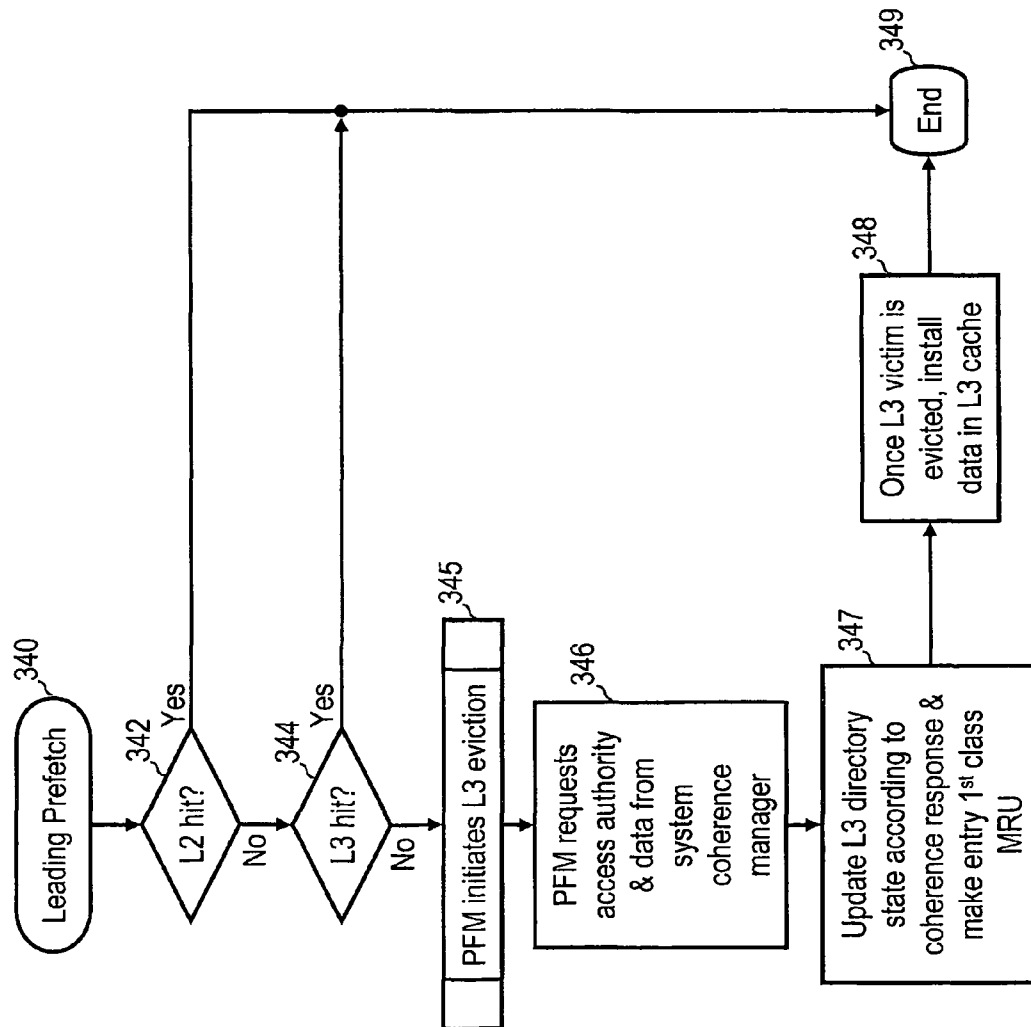 340
Leading Prefetch
342
L2 hit?
Yes
No
344
L3 hit?
Yes
No
345
PFM initiates L3 eviction
346
PFM requests
access authority
& data from
system
coherence
manager
347
Update L3 directory
state according to
coherence response &
make entry 1st class
MRU
348
Once L3 victim is
evicted, install
data in L3 cache
349
End